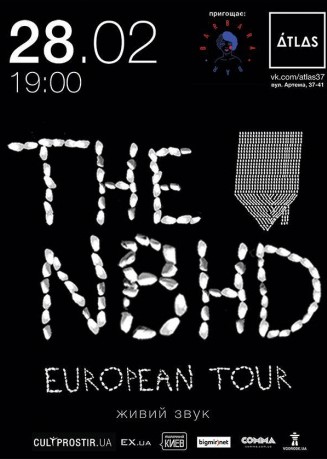 28.02
19:00
пригощає:
ATLAS
vk.com/atlas37
вул. Артема, 37-41
THE
NBHD
EUROPEAN TOUR
живий звук
CULTPROSTIR.UA
EX.UA
КИЕВ
bigmir)net
COMMA